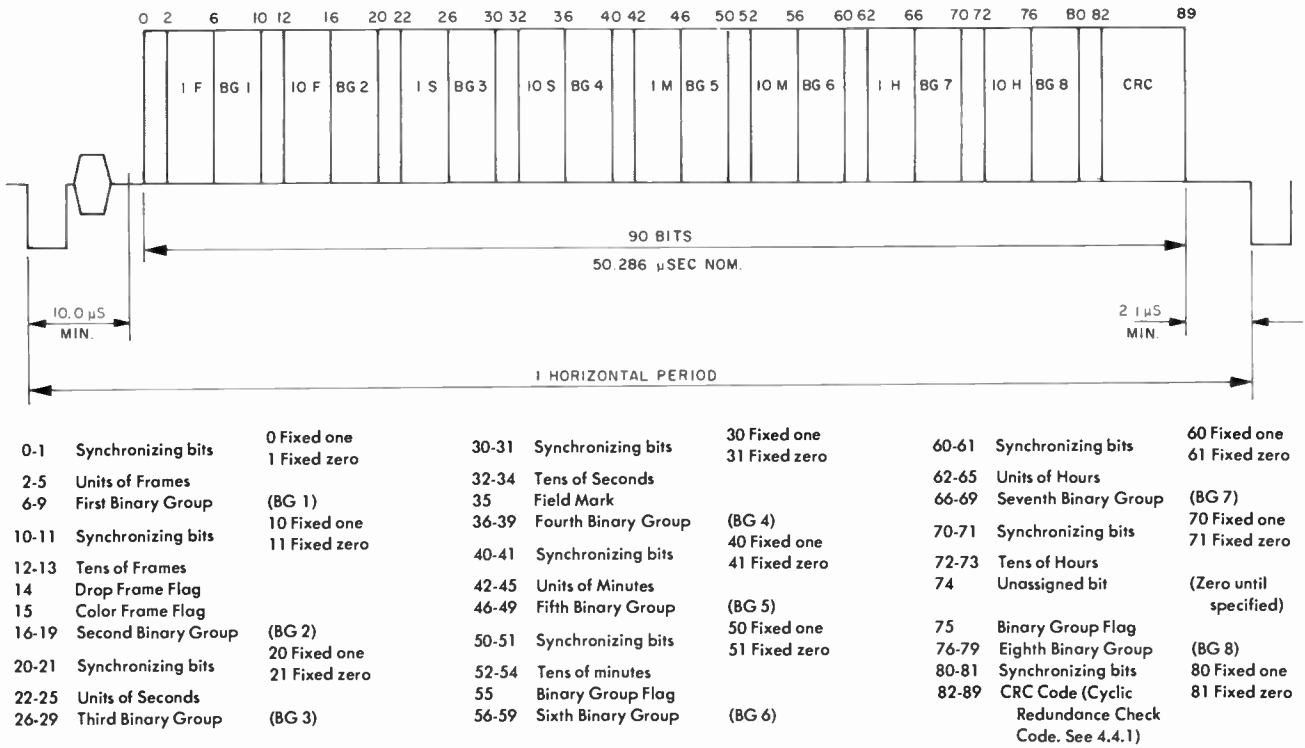 0 2 6 10 12 16 20 22 26 30 32 36 40 42 46 50 52 56 60 62 66 70 72 76 80 82 89
1 F BG 1 10 F BG 2 1 S BG 3 10 S BG 4 1 M BG 5 10 M BG 6 1 H BG 7 10 H BG 8 CRC
90 BITS
50.286 µSEC NOM.
10.0 µS
MIN.
2.1 µS
MIN.
1 HORIZONTAL PERIOD
0-1 Synchronizing bits 0 Fixed one
1 Fixed zero
2-5 Units of Frames
6-9 First Binary Group (BG 1)
10-11 Synchronizing bits 10 Fixed one
11 Fixed zero
12-13 Tens of Frames
14 Drop Frame Flag
15 Color Frame Flag
16-19 Second Binary Group (BG 2)
20-21 Synchronizing bits 20 Fixed one
21 Fixed zero
22-25 Units of Seconds
26-29 Third Binary Group (BG 3)
30-31 Synchronizing bits 30 Fixed one
31 Fixed zero
32-34 Tens of Seconds
35 Field Mark
36-39 Fourth Binary Group (BG 4)
40-41 Synchronizing bits 40 Fixed one
41 Fixed zero
42-45 Units of Minutes
46-49 Fifth Binary Group (BG 5)
50-51 Synchronizing bits 50 Fixed one
51 Fixed zero
52-54 Tens of minutes
55 Binary Group Flag
56-59 Sixth Binary Group (BG 6)
60-61 Synchronizing bits 60 Fixed one
61 Fixed zero
62-65 Units of Hours
66-69 Seventh Binary Group (BG 7)
70-71 Synchronizing bits 70 Fixed one
71 Fixed zero
72-73 Tens of Hours
74 Unassigned bit (Zero until
specified)
75 Binary Group Flag
76-79 Eighth Binary Group (BG 8)
80-81 Synchronizing bits 80 Fixed one
82-89 CRC Code (Cyclic 81 Fixed zero
Redundance Check
Code. See 4.4.1)